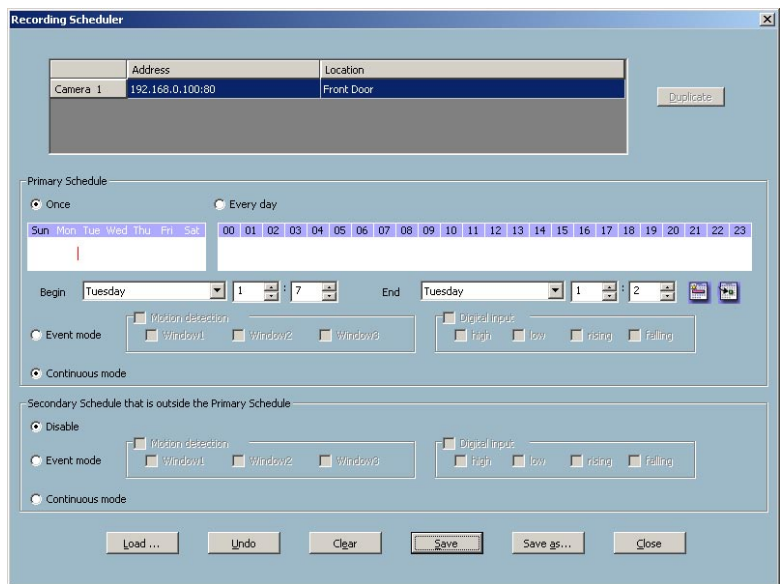 Recording Scheduler
Address Location
Camera 1 192.168.0.100:80 Front Door
Duplicate
Primary Schedule
Once Every day
Sun Mon Tue Wed Thu Fri Sat 00 01 02 03 04 05 06 07 08 09 10 11 12 13 14 15 16 17 18 19 20 21 22 23
Begin Tuesday 1 : 7 End Tuesday 1 : 2
Motion detection Digital input
Event mode Window1 Window2 Window3 high low rising falling
Continuous mode
Secondary Schedule that is outside the Primary Schedule
Disable
Motion detection Digital input
Event mode Window1 Window2 Window3 high low rising falling
Continuous mode
Load ... Undo Clear Save Save as... Close